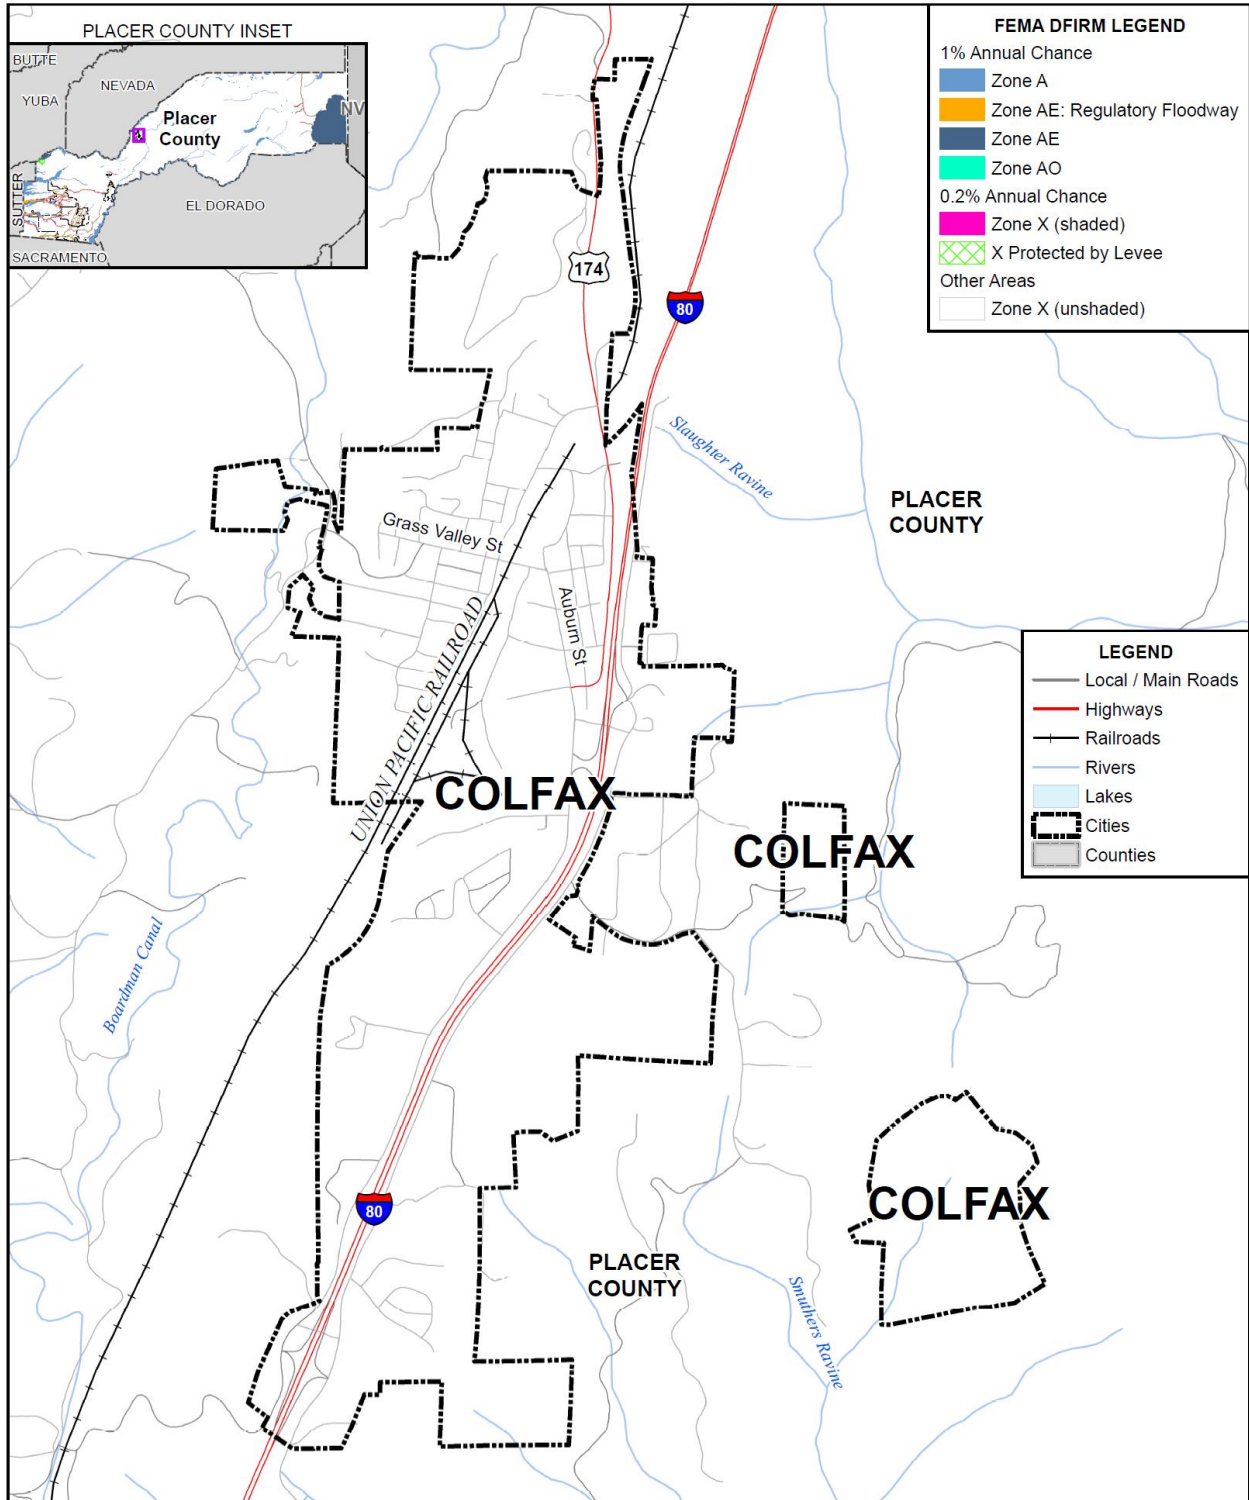 PLACER COUNTY INSET
BUTTE
NEVADA
YUBA
NV
Placer
County
SUTTER
EL DORADO
SACRAMENTO
FEMA DFIRM LEGEND
1% Annual Chance
Zone A
Zone AE: Regulatory Floodway
Zone AE
Zone AO
0.2% Annual Chance
Zone X (shaded)
X Protected by Levee
Other Areas
Zone X (unshaded)
174
80
Slaughter Ravine
PLACER
COUNTY
Grass Valley St
Auburn St
UNION PACIFIC RAILROAD
LEGEND
Local / Main Roads
Highways
Railroads
Rivers
Lakes
Cities
Counties
COLFAX
COLFAX
Boardman Canal
COLFAX
80
PLACER
COUNTY
Smuthers Ravine